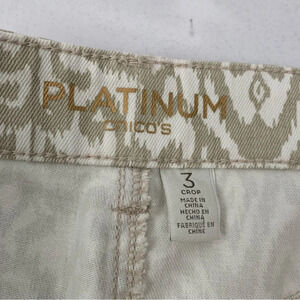 PLATINUM
CHICO'S
3
CROP
MADE IN
CHINA
HECHO EN
CHINA
FABRIQUÉ EN
CHINE